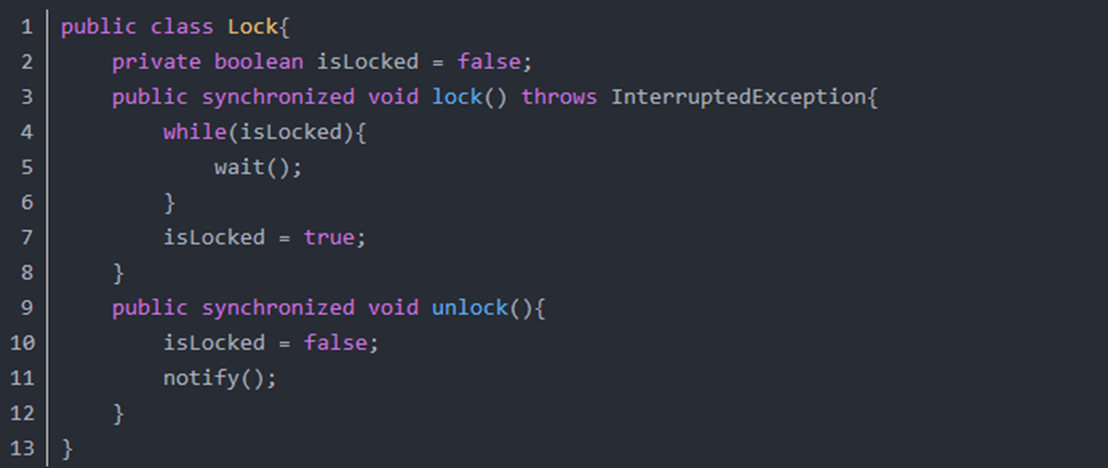 1 public class Lock{
2     private boolean isLocked = false;
3     public synchronized void lock() throws InterruptedException{
4         while(isLocked){
5             wait();
6         }
7         isLocked = true;
8     }
9     public synchronized void unlock(){
10         isLocked = false;
11         notify();
12     }
13 }